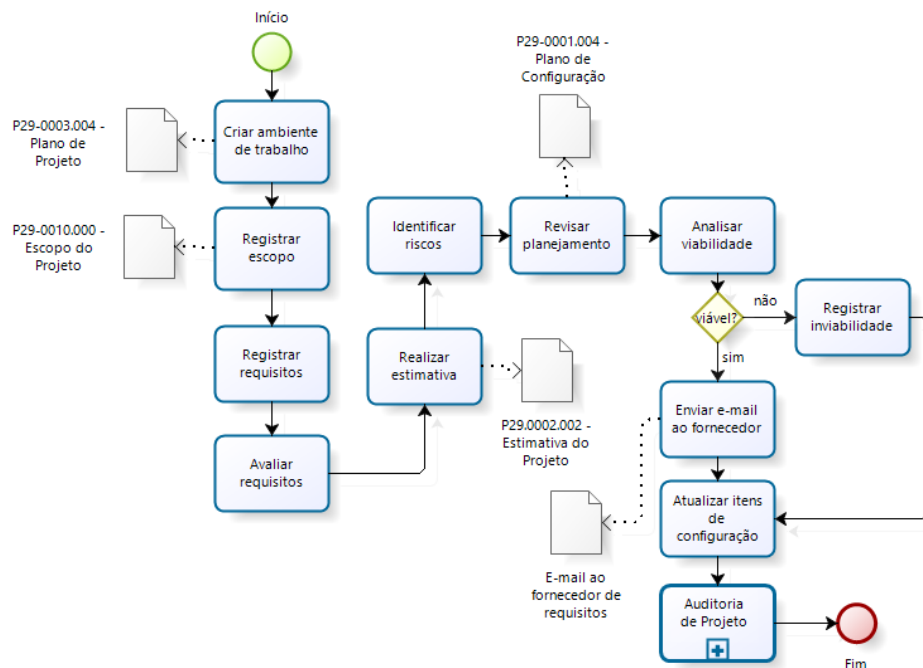 Início
P29-0003.004 -
Plano de
Projeto
Criar ambiente
de trabalho
P29-0010.000 -
Escopo do
Projeto
Registrar
escopo
Registrar
requisitos
Avaliar
requisitos
Realizar
estimativa
P29.0002.002 -
Estimativa do
Projeto
Identificar
riscos
P29-0001.004 -
Plano de
Configuração
Revisar
planejamento
Analisar
viabilidade
viável?
não
Registrar
inviabilidade
sim
Enviar e-mail
ao fornecedor
E-mail ao
fornecedor de
requisitos
Atualizar itens
de
configuração
Auditoria
de Projeto
Fim